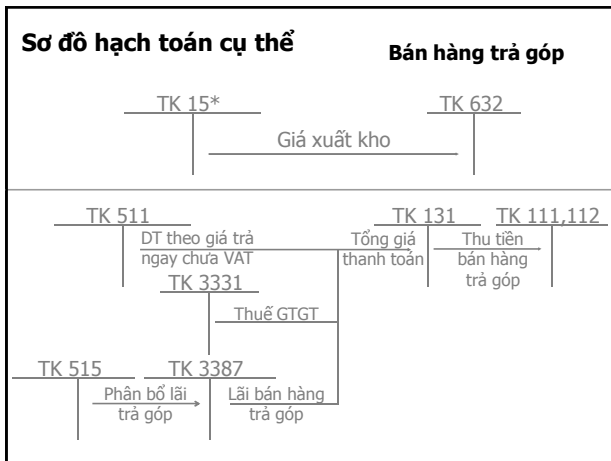 Sơ đồ hạch toán cụ thể
Bán hàng trả góp
TK 15*
TK 632
Giá xuất kho
TK 511
TK 131
TK 111,112
DT theo giá trả
ngay chưa VAT
Tổng giá
thanh toán
Thu tiền
bán hàng
trả góp
TK 3331
Thuế GTGT
TK 515
TK 3387
Phân bổ lãi
trả góp
Lãi bán hàng
trả góp